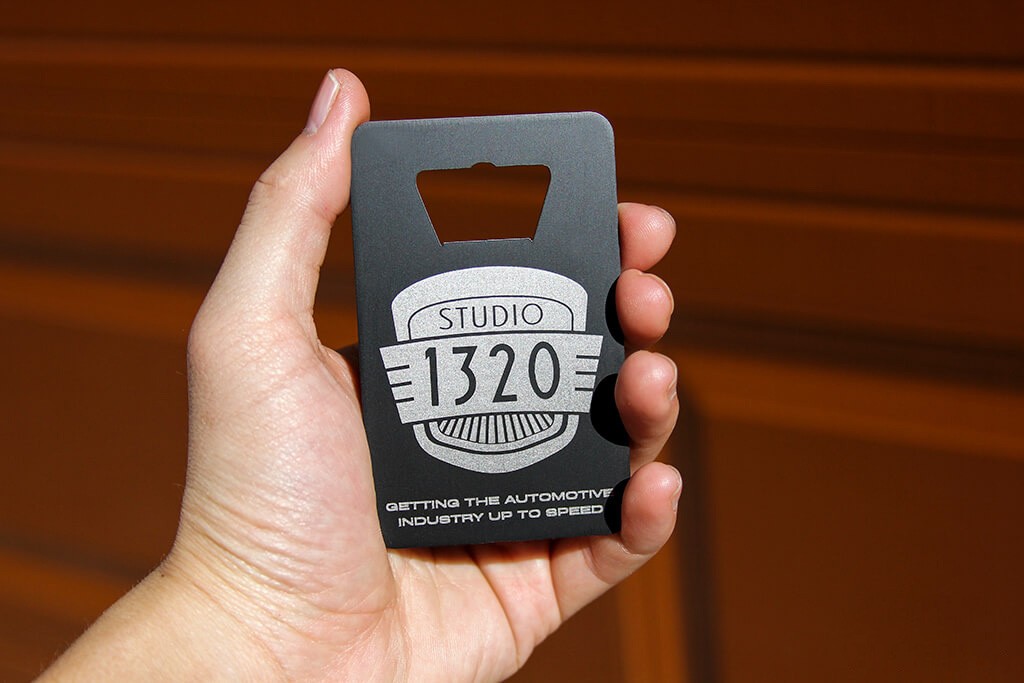 STUDIO
1320
GETTING THE AUTOMOTIVE
INDUSTRY UP TO SPEED